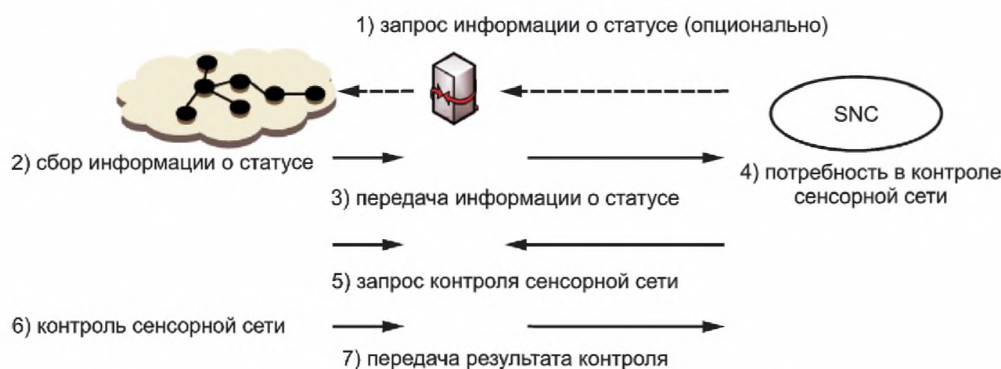 1) запрос информации о статусе (опционально)
SNC
2) сбор информации о статусе
4) потребность в контроле
сенсорной сети
3) передача информации о статусе
5) запрос контроля сенсорной сети
6) контроль сенсорной сети
7) передача результата контроля